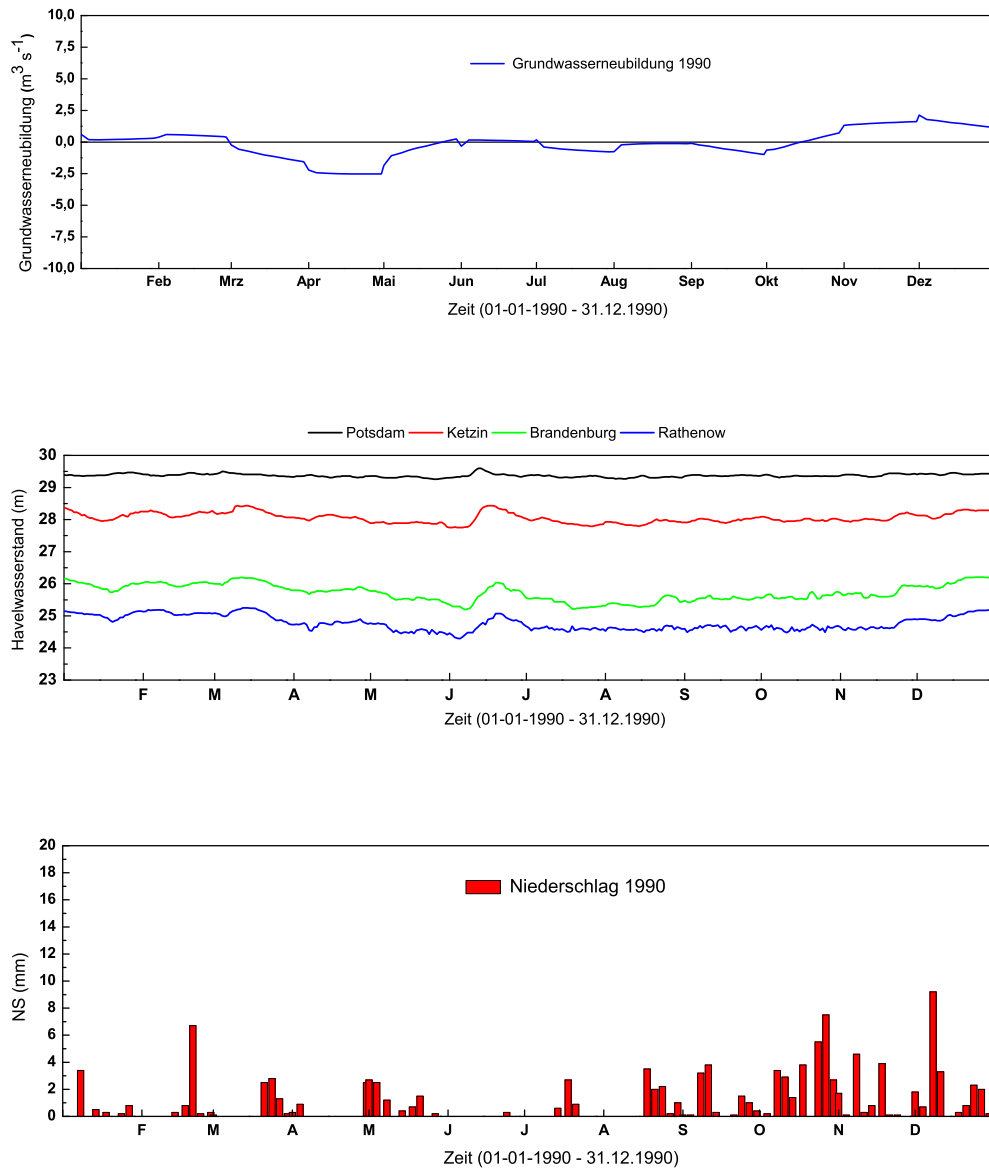 10,0
7,5
5,0
2,5
0,0
-2,5
-5,0
-7,5
-10,0
Grundwasserneubildung (m³ s⁻¹)
Grundwasserneubildung 1990
Feb Mrz Apr Mai Jun Jul Aug Sep Okt Nov Dez
Zeit (01-01-1990 - 31.12.1990)
Potsdam Ketzin Brandenburg Rathenow
30
29
28
27
26
25
24
23
Havelwasserstand (m)
F M A M J J A S O N D
Zeit (01-01-1990 - 31.12.1990)
20
18
16
14
12
10
8
6
4
2
0
NS (mm)
Niederschlag 1990
F M A M J J A S O N D
Zeit (01-01-1990 - 31.12.1990)